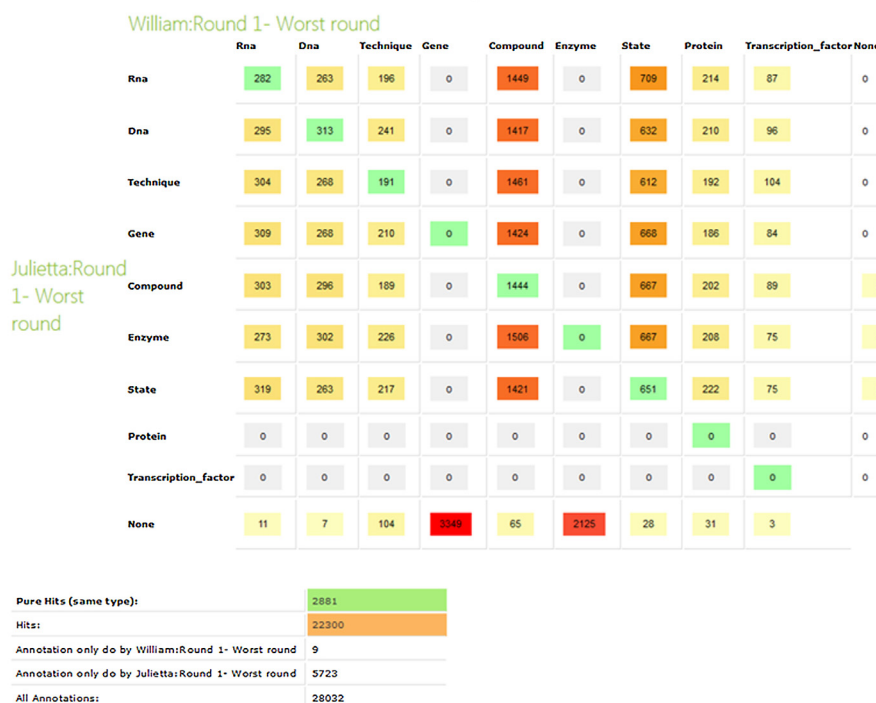 William:Round 1- Worst round
Rna Dna Technique Gene Compound Enzyme State Protein Transcription_factor None
Rna 282 263 196 0 1449 0 709 214 87 0
Dna 295 313 241 0 1417 0 632 210 96 0
Technique 304 268 191 0 1461 0 612 192 104 0
Gene 309 268 210 0 1424 0 668 186 84 0
Julietta:Round
1- Worst
round
Compound 303 296 189 0 1444 0 667 202 89
Enzyme 273 302 226 0 1506 0 667 208 75
State 319 263 217 0 1421 0 651 222 75
Protein 0 0 0 0 0 0 0 0 0 0
Transcription_factor 0 0 0 0 0 0 0 0 0 0
None 11 7 104 3349 65 2125 28 31 3
Pure Hits (same type): 2881
Hits: 22300
Annotation only do by William:Round 1- Worst round 9
Annotation only do by Julietta:Round 1- Worst round 5723
All Annotations: 28032